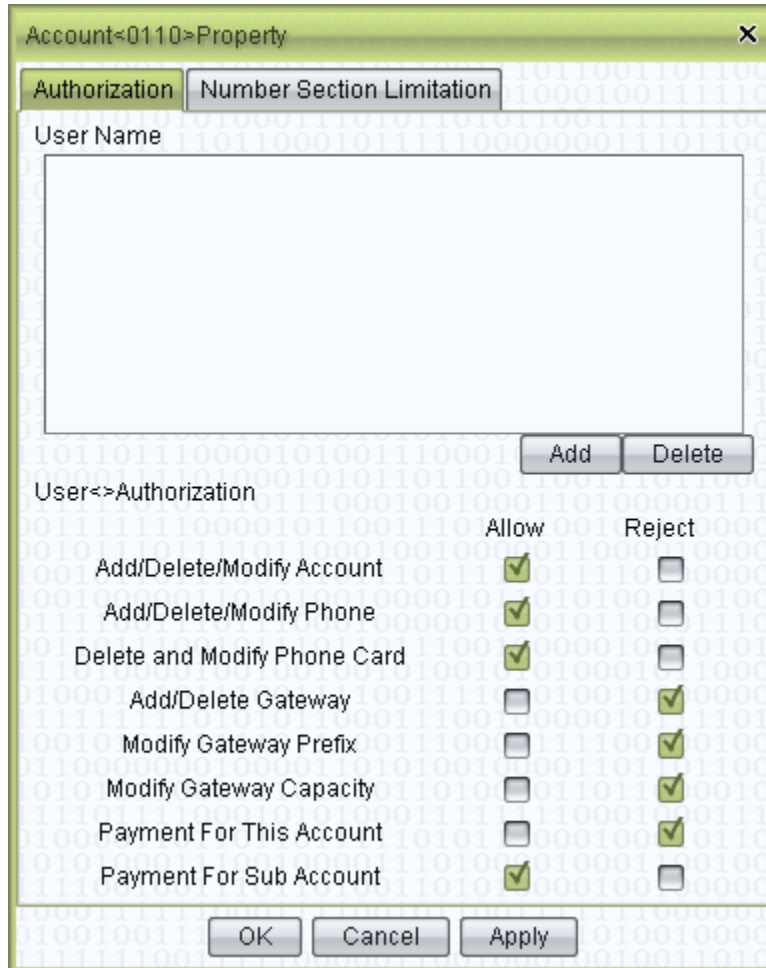 Account<0110>Property
Authorization Number Section Limitation
User Name
Add Delete
User<>Authorization
Allow Reject
Add/Delete/Modify Account
Add/Delete/Modify Phone
Delete and Modify Phone Card
Add/Delete Gateway
Modify Gateway Prefix
Modify Gateway Capacity
Payment For This Account
Payment For Sub Account
OK Cancel Apply